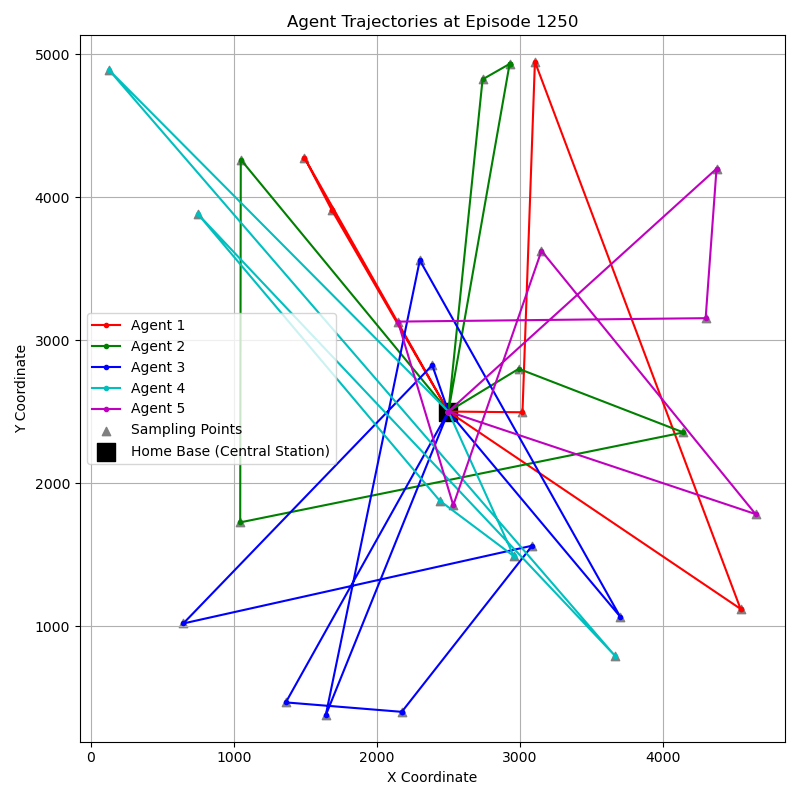 Agent Trajectories at Episode 1250
Y Coordinate
5000
4000
3000
2000
1000
Agent 1
Agent 2
Agent 3
Agent 4
Agent 5
Sampling Points
Home Base (Central Station)
0 1000 2000 3000 4000
X Coordinate